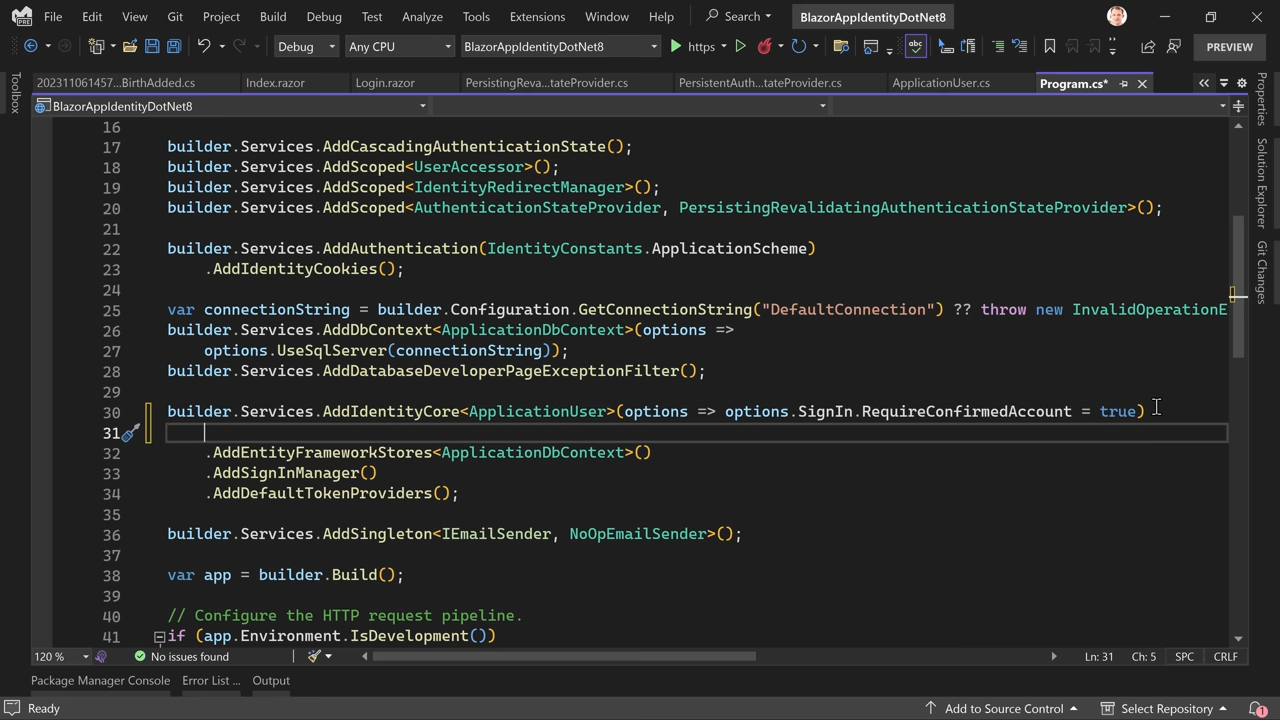 File Edit View Git Project Build Debug Test Analyze Tools Extensions Window Help Search BlazorAppIdentityDotNet8
PRE
Debug Any CPU BlazorAppIdentityDotNet8 https abc PREVIEW
202311061457...BirthAdded.cs Index.razor Login.razor PersistingReva...tateProvider.cs PersistentAuth...tateProvider.cs ApplicationUser.cs Program.cs*
BlazorAppIdentityDotNet8
Toolbox
Properties
Solution Explorer
Git Changes
16
17 builder.Services.AddCascadingAuthenticationState();
18 builder.Services.AddScoped<UserAccessor>();
19 builder.Services.AddScoped<IdentityRedirectManager>();
20 builder.Services.AddScoped<AuthenticationStateProvider, PersistingRevalidatingAuthenticationStateProvider>();
21
22 builder.Services.AddAuthentication(IdentityConstants.ApplicationScheme)
23 .AddIdentityCookies();
24
25 var connectionString = builder.Configuration.GetConnectionString("DefaultConnection") ?? throw new InvalidOperationE
26 builder.Services.AddDbContext<ApplicationDbContext>(options =>
27 options.UseSqlServer(connectionString));
28 builder.Services.AddDatabaseDeveloperPageExceptionFilter();
29
30 builder.Services.AddIdentityCore<ApplicationUser>(options => options.SignIn.RequireConfirmedAccount = true)
31
32 .AddEntityFrameworkStores<ApplicationDbContext>()
33 .AddSignInManager()
34 .AddDefaultTokenProviders();
35
36 builder.Services.AddSingleton<IEmailSender, NoOpEmailSender>();
37
38 var app = builder.Build();
39
40 // Configure the HTTP request pipeline.
41 if (app.Environment.IsDevelopment())
120 % No issues found Ln: 31 Ch: 5 SPC CRLF
Package Manager Console Error List ... Output
Ready Add to Source Control Select Repository 1